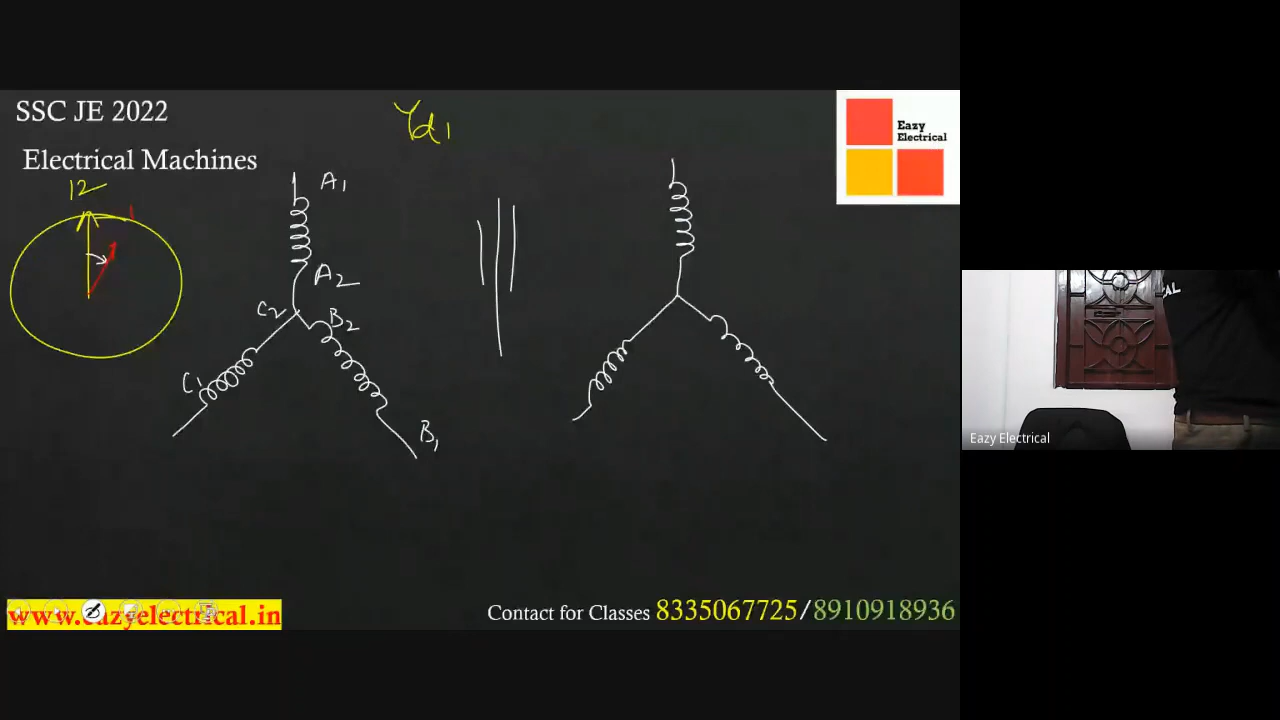 SSC JE 2022
Yd1
Eazy
Electrical
Electrical Machines
12
1
A1
A2
C2
B2
C1
B1
Eazy Electrical
www.eazyelectrical.in
Contact for Classes 8335067725/8910918936